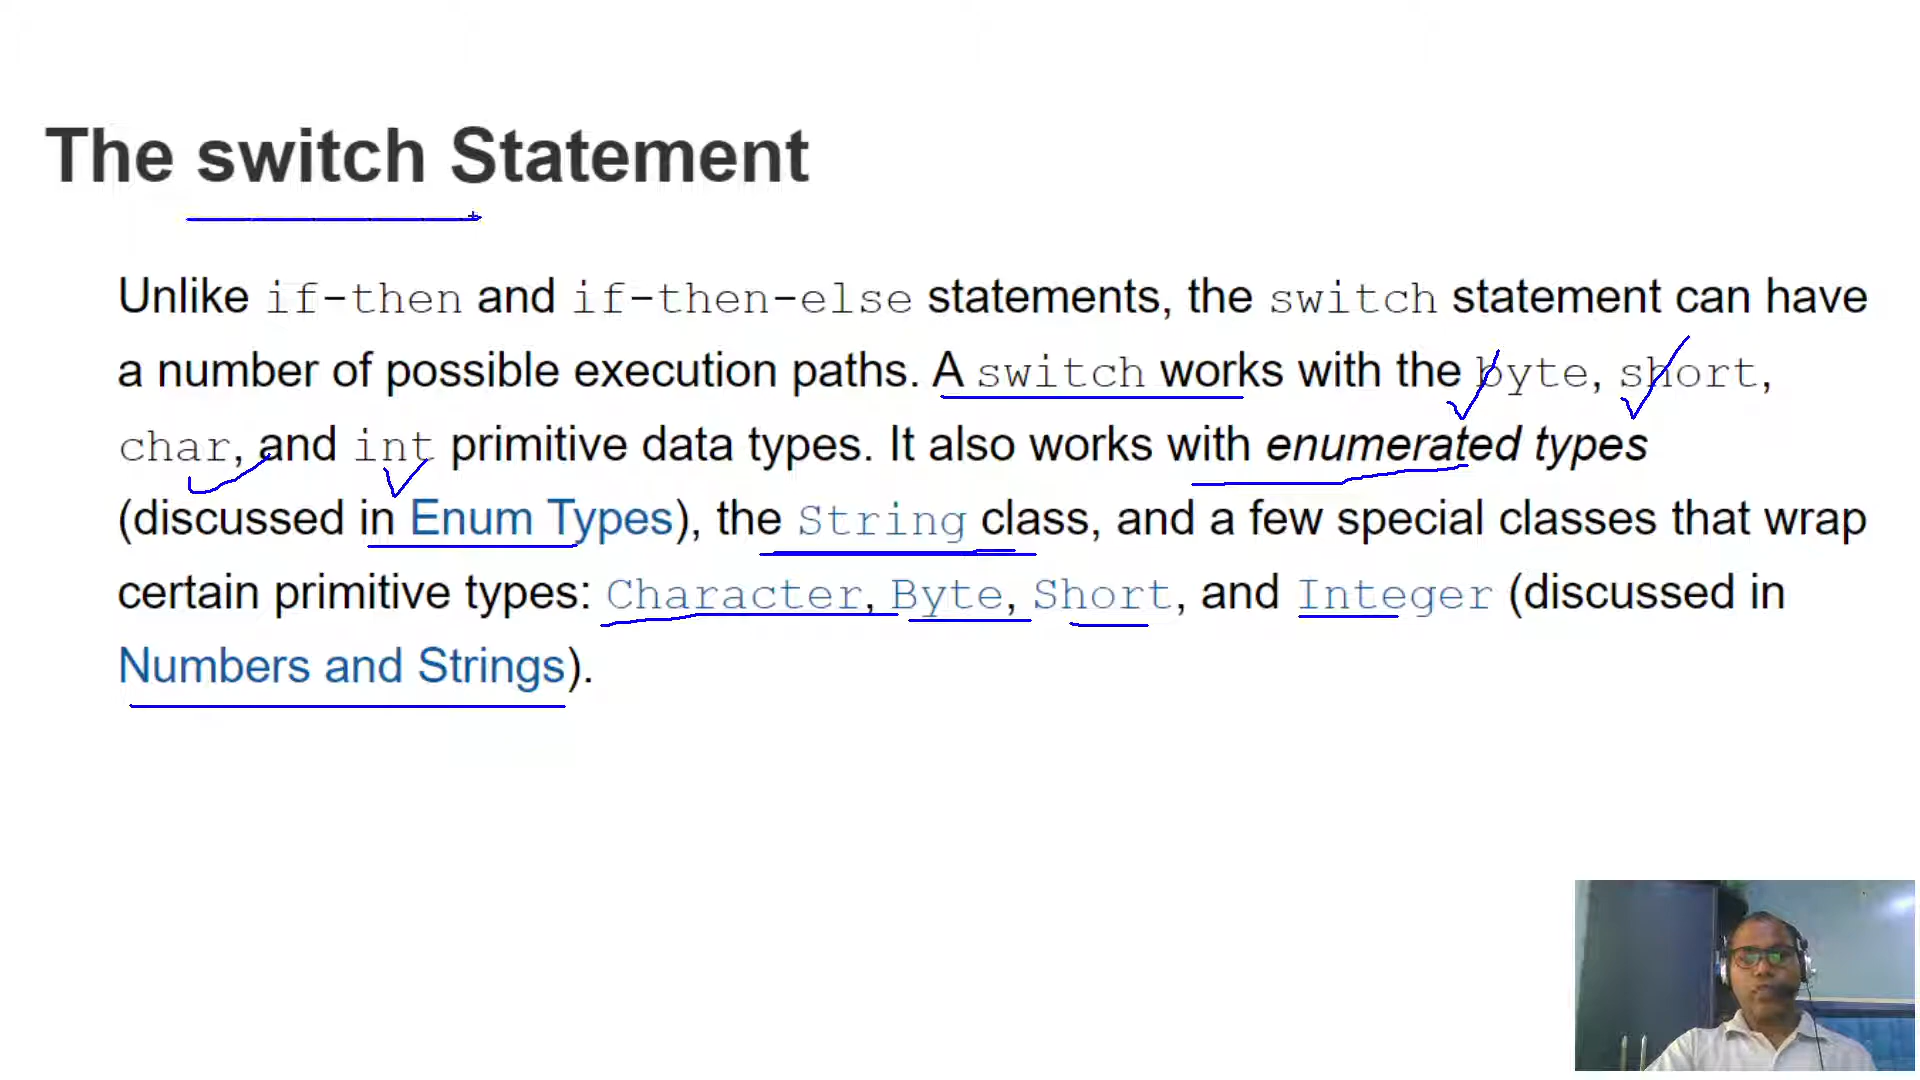 The switch Statement
Unlike if-then and if-then-else statements, the switch statement can have
a number of possible execution paths. A switch works with the byte, short,
char, and int primitive data types. It also works with enumerated types
(discussed in Enum Types), the String class, and a few special classes that wrap
certain primitive types: Character, Byte, Short, and Integer (discussed in
Numbers and Strings).